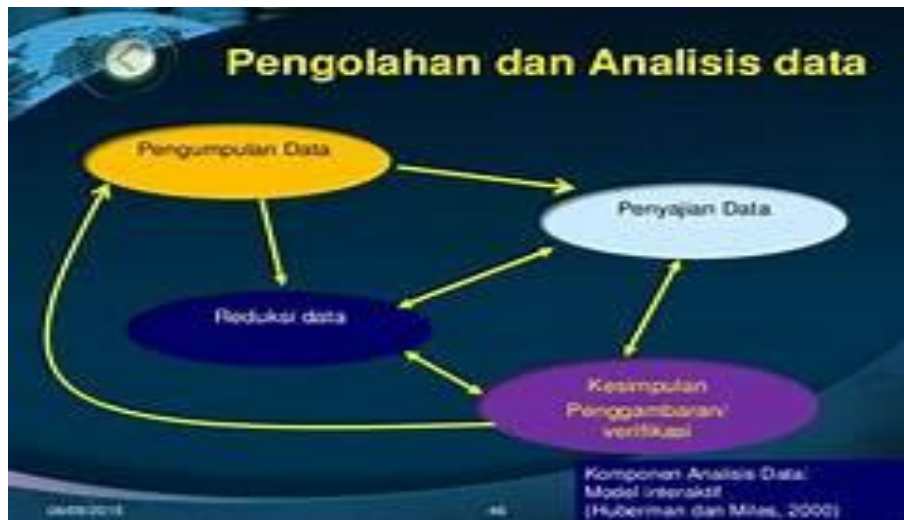 Pengolahan dan Analisis data
Pengumpulan Data
Penyajian Data
Reduksi data
Kesimpulan
Penggambaran/
verifikasi
Komponen Analisis Data:
Model interaktif
(Huberman dan Miles, 2000)
46